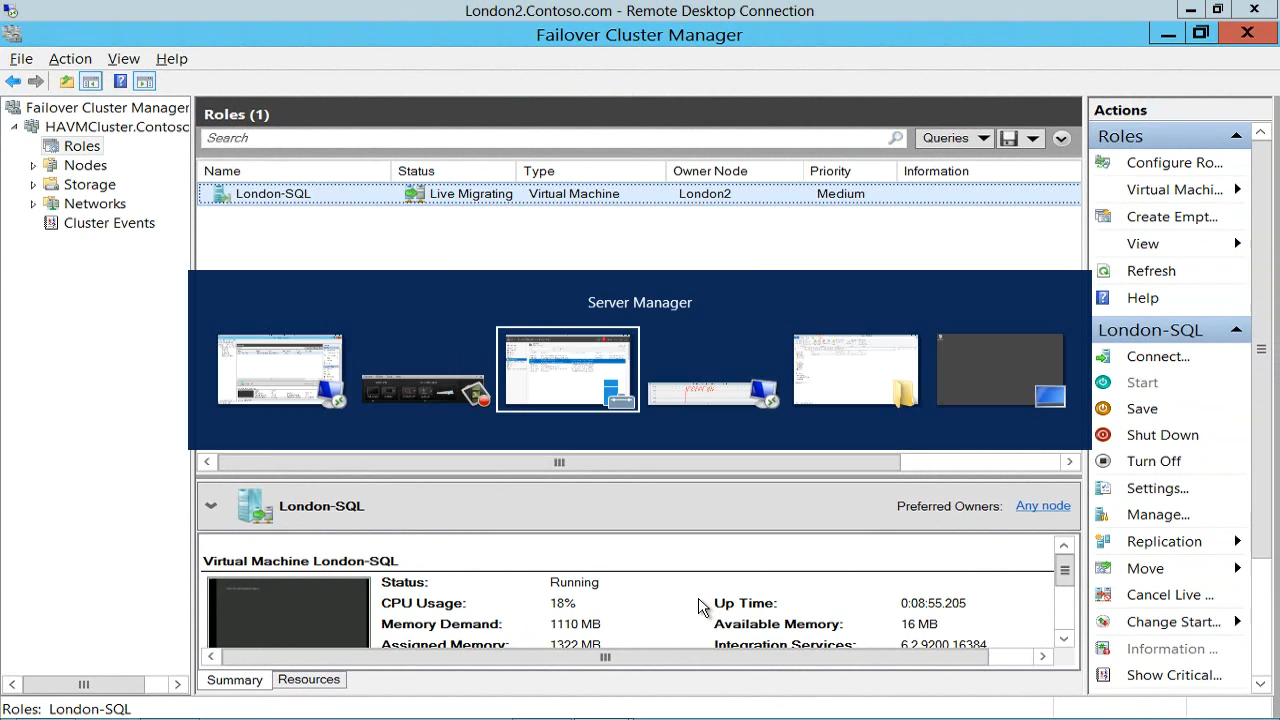 London2.Contoso.com - Remote Desktop Connection
Failover Cluster Manager
File Action View Help
Failover Cluster Manager
HAVMCluster.Contoso
Roles
Nodes
Storage
Networks
Cluster Events
Roles (1)
Search
Queries
Name Status Type Owner Node Priority Information
London-SQL Live Migrating Virtual Machine London2 Medium
Server Manager
London-SQL
Preferred Owners: Any node
Virtual Machine London-SQL
Status: Running
CPU Usage: 18% Up Time: 0:08:55.205
Memory Demand: 1110 MB Available Memory: 16 MB
Assigned Memory: 1322 MB Integration Services: 6.2.9200.16384
Summary Resources
Actions
Roles
Configure Ro...
Virtual Machi...
Create Empt...
View
Refresh
Help
London-SQL
Connect...
Start
Save
Shut Down
Turn Off
Settings...
Manage...
Replication
Move
Cancel Live ...
Change Start...
Information ...
Show Critical...
Roles: London-SQL